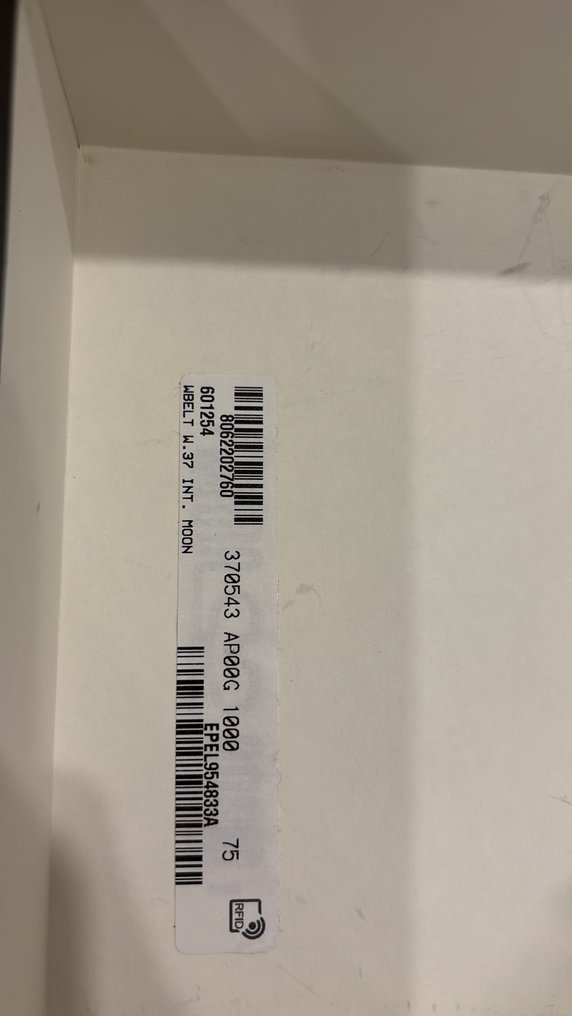 8062202760
601254
WBELT W.37 INT. MOON
370543 AP00G 1000 75
EPEL954833A
RFID